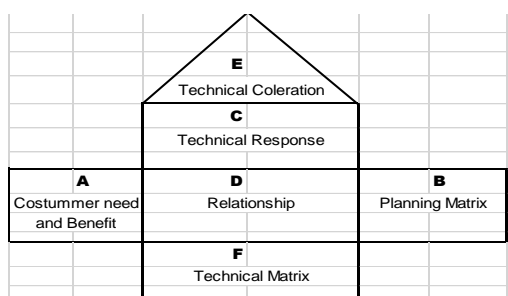 E
Technical Coleration
C
Technical Response
A D B
Costummer need Relationship Planning Matrix
and Benefit
F
Technical Matrix